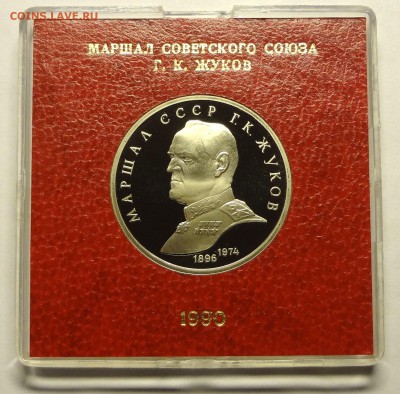 COINS.LAVE.RU
МАРШАЛ СОВЕТСКОГО СОЮЗА
Г. К. ЖУКОВ
МАРШАЛ СССР Г.К. ЖУКОВ
1896 1974
1990